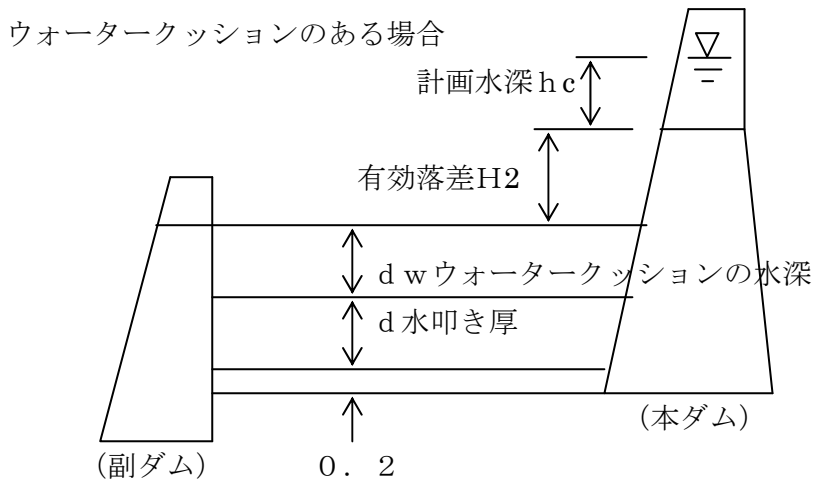 ウォータークッションのある場合
計画水深ｈｃ
有効落差H2
ｄｗウォータークッションの水深
ｄ水叩き厚
(本ダム)
(副ダム)
０．２